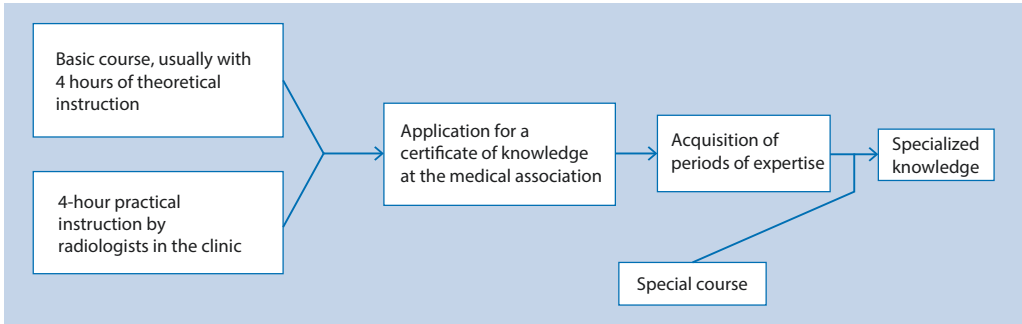 Basic course, usually with
4 hours of theoretical
instruction
4-hour practical
instruction by
radiologists in the clinic
Application for a
certificate of knowledge
at the medical association
Acquisition of
periods of expertise
Specialized
knowledge
Special course